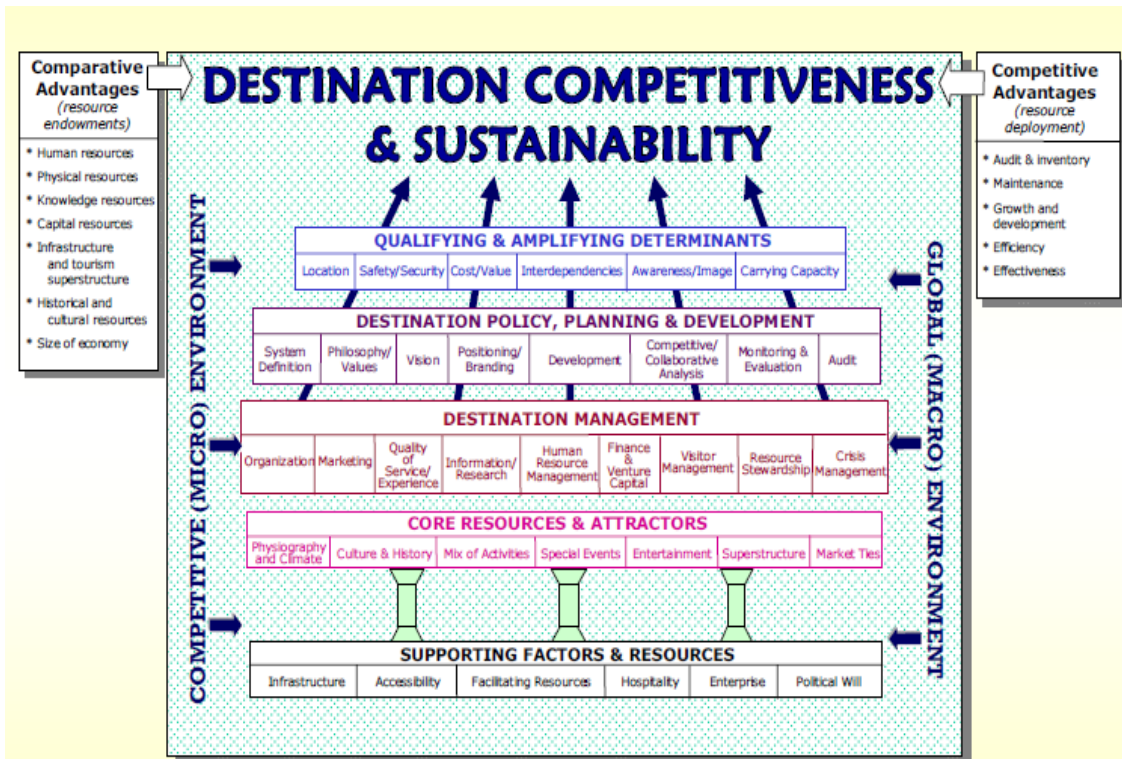 Comparative
Advantages
(resource
endowments)
* Human resources
* Physical resources
* Knowledge resources
* Capital resources
* Infrastructure
and tourism
superstructure
* Historical and
cultural resources
* Size of economy
DESTINATION COMPETITIVENESS
& SUSTAINABILITY
Competitive
Advantages
(resource
deployment)
* Audit & inventory
* Maintenance
* Growth and
development
* Efficiency
* Effectiveness
COMPETITIVE (MICRO) ENVIRONMENT
GLOBAL (MACRO) ENVIRONMENT
QUALIFYING & AMPLIFYING DETERMINANTS
Location Safety/Security Cost/Value Interdependencies Awareness/Image Carrying Capacity
DESTINATION POLICY, PLANNING & DEVELOPMENT
System
Definition
Philosophy/
Values
Vision
Positioning/
Branding
Development
Competitive/
Collaborative
Analysis
Monitoring &
Evaluation
Audit
DESTINATION MANAGEMENT
Organization
Marketing
Quality
of
Service/
Experience
Information/
Research
Human
Resource
Management
Finance
&
Venture
Capital
Visitor
Management
Resource
Stewardship
Crisis
Management
CORE RESOURCES & ATTRACTORS
Physiography
and Climate
Culture & History
Mix of Activities
Special Events
Entertainment
Superstructure
Market Ties
SUPPORTING FACTORS & RESOURCES
Infrastructure Accessibility Facilitating Resources Hospitality Enterprise Political Will